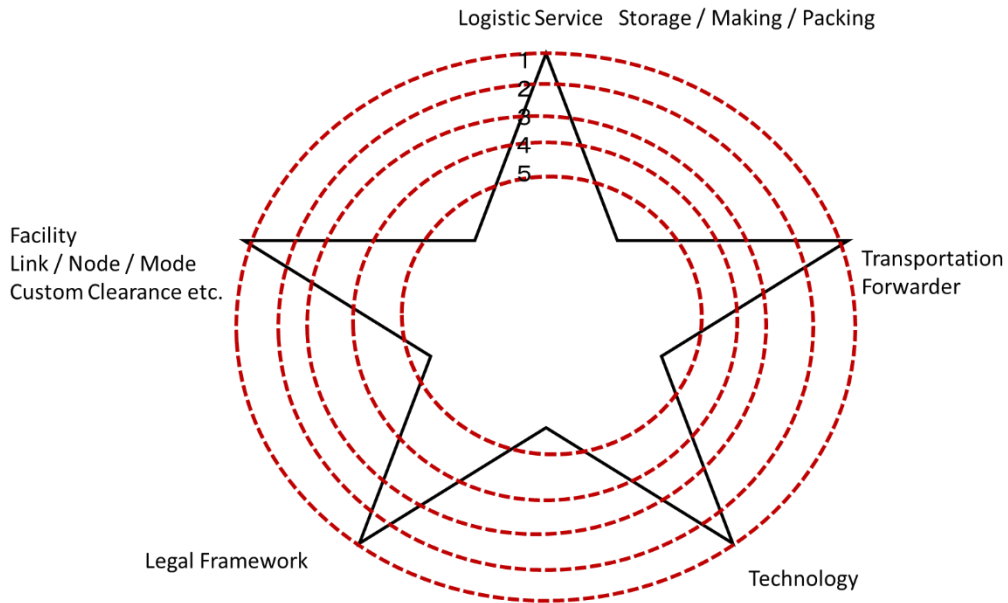 Logistic Service Storage / Making / Packing
1
2
3
4
5
Facility
Link / Node / Mode
Custom Clearance etc.
Transportation
Forwarder
Legal Framework
Technology